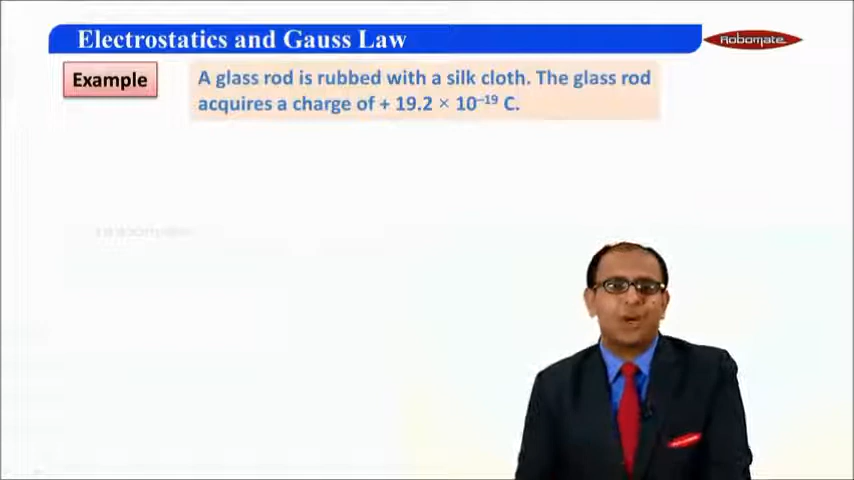 Electrostatics and Gauss Law
Robomate
Example
A glass rod is rubbed with a silk cloth. The glass rod
acquires a charge of + 19.2 × 10⁻¹⁹ C.